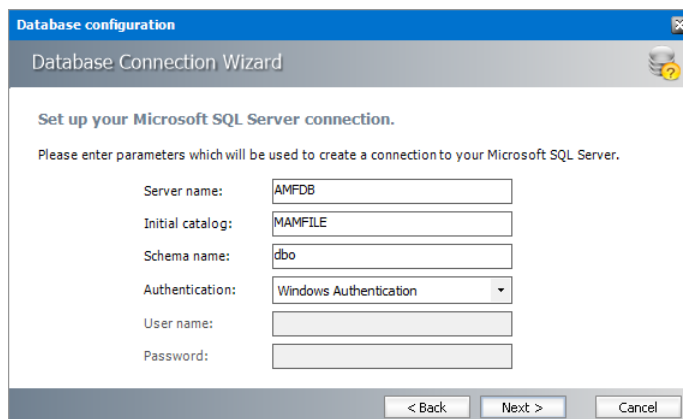 Database configuration
Database Connection Wizard
Set up your Microsoft SQL Server connection.
Please enter parameters which will be used to create a connection to your Microsoft SQL Server.
Server name: AMFDB
Initial catalog: MAMFILE
Schema name: dbo
Authentication: Windows Authentication
User name:
Password:
< Back Next > Cancel